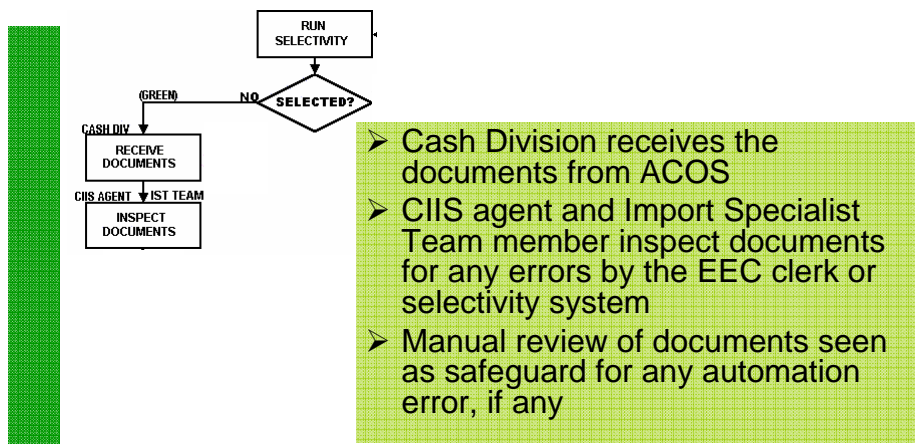 RUN
SELECTIVITY
(GREEN)
NO
SELECTED?
CASH DIV
RECEIVE
DOCUMENTS
CIIS AGENT
IST TEAM
INSPECT
DOCUMENTS
➢ Cash Division receives the
documents from ACOS
➢ CIIS agent and Import Specialist
Team member inspect documents
for any errors by the EEC clerk or
selectivity system
➢ Manual review of documents seen
as safeguard for any automation
error, if any